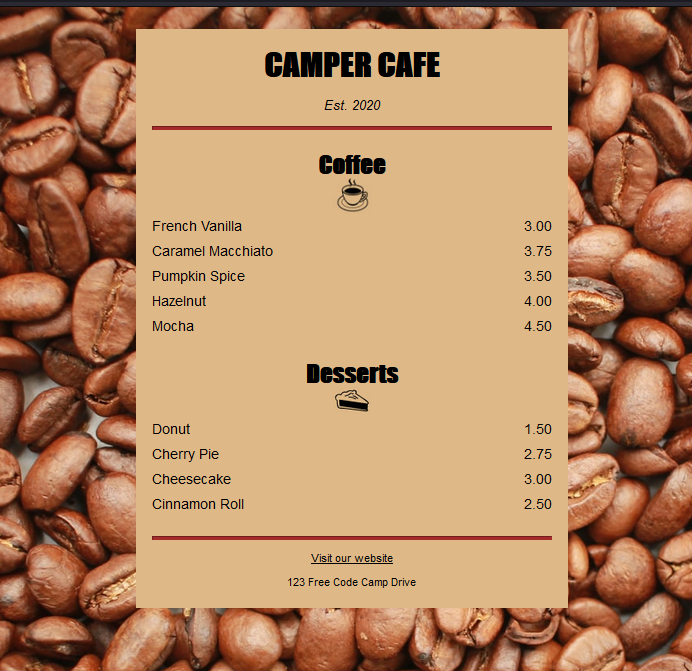 CAMPER CAFE
Est. 2020
Coffee
French Vanilla 3.00
Caramel Macchiato 3.75
Pumpkin Spice 3.50
Hazelnut 4.00
Mocha 4.50
Desserts
Donut 1.50
Cherry Pie 2.75
Cheesecake 3.00
Cinnamon Roll 2.50
Visit our website
123 Free Code Camp Drive